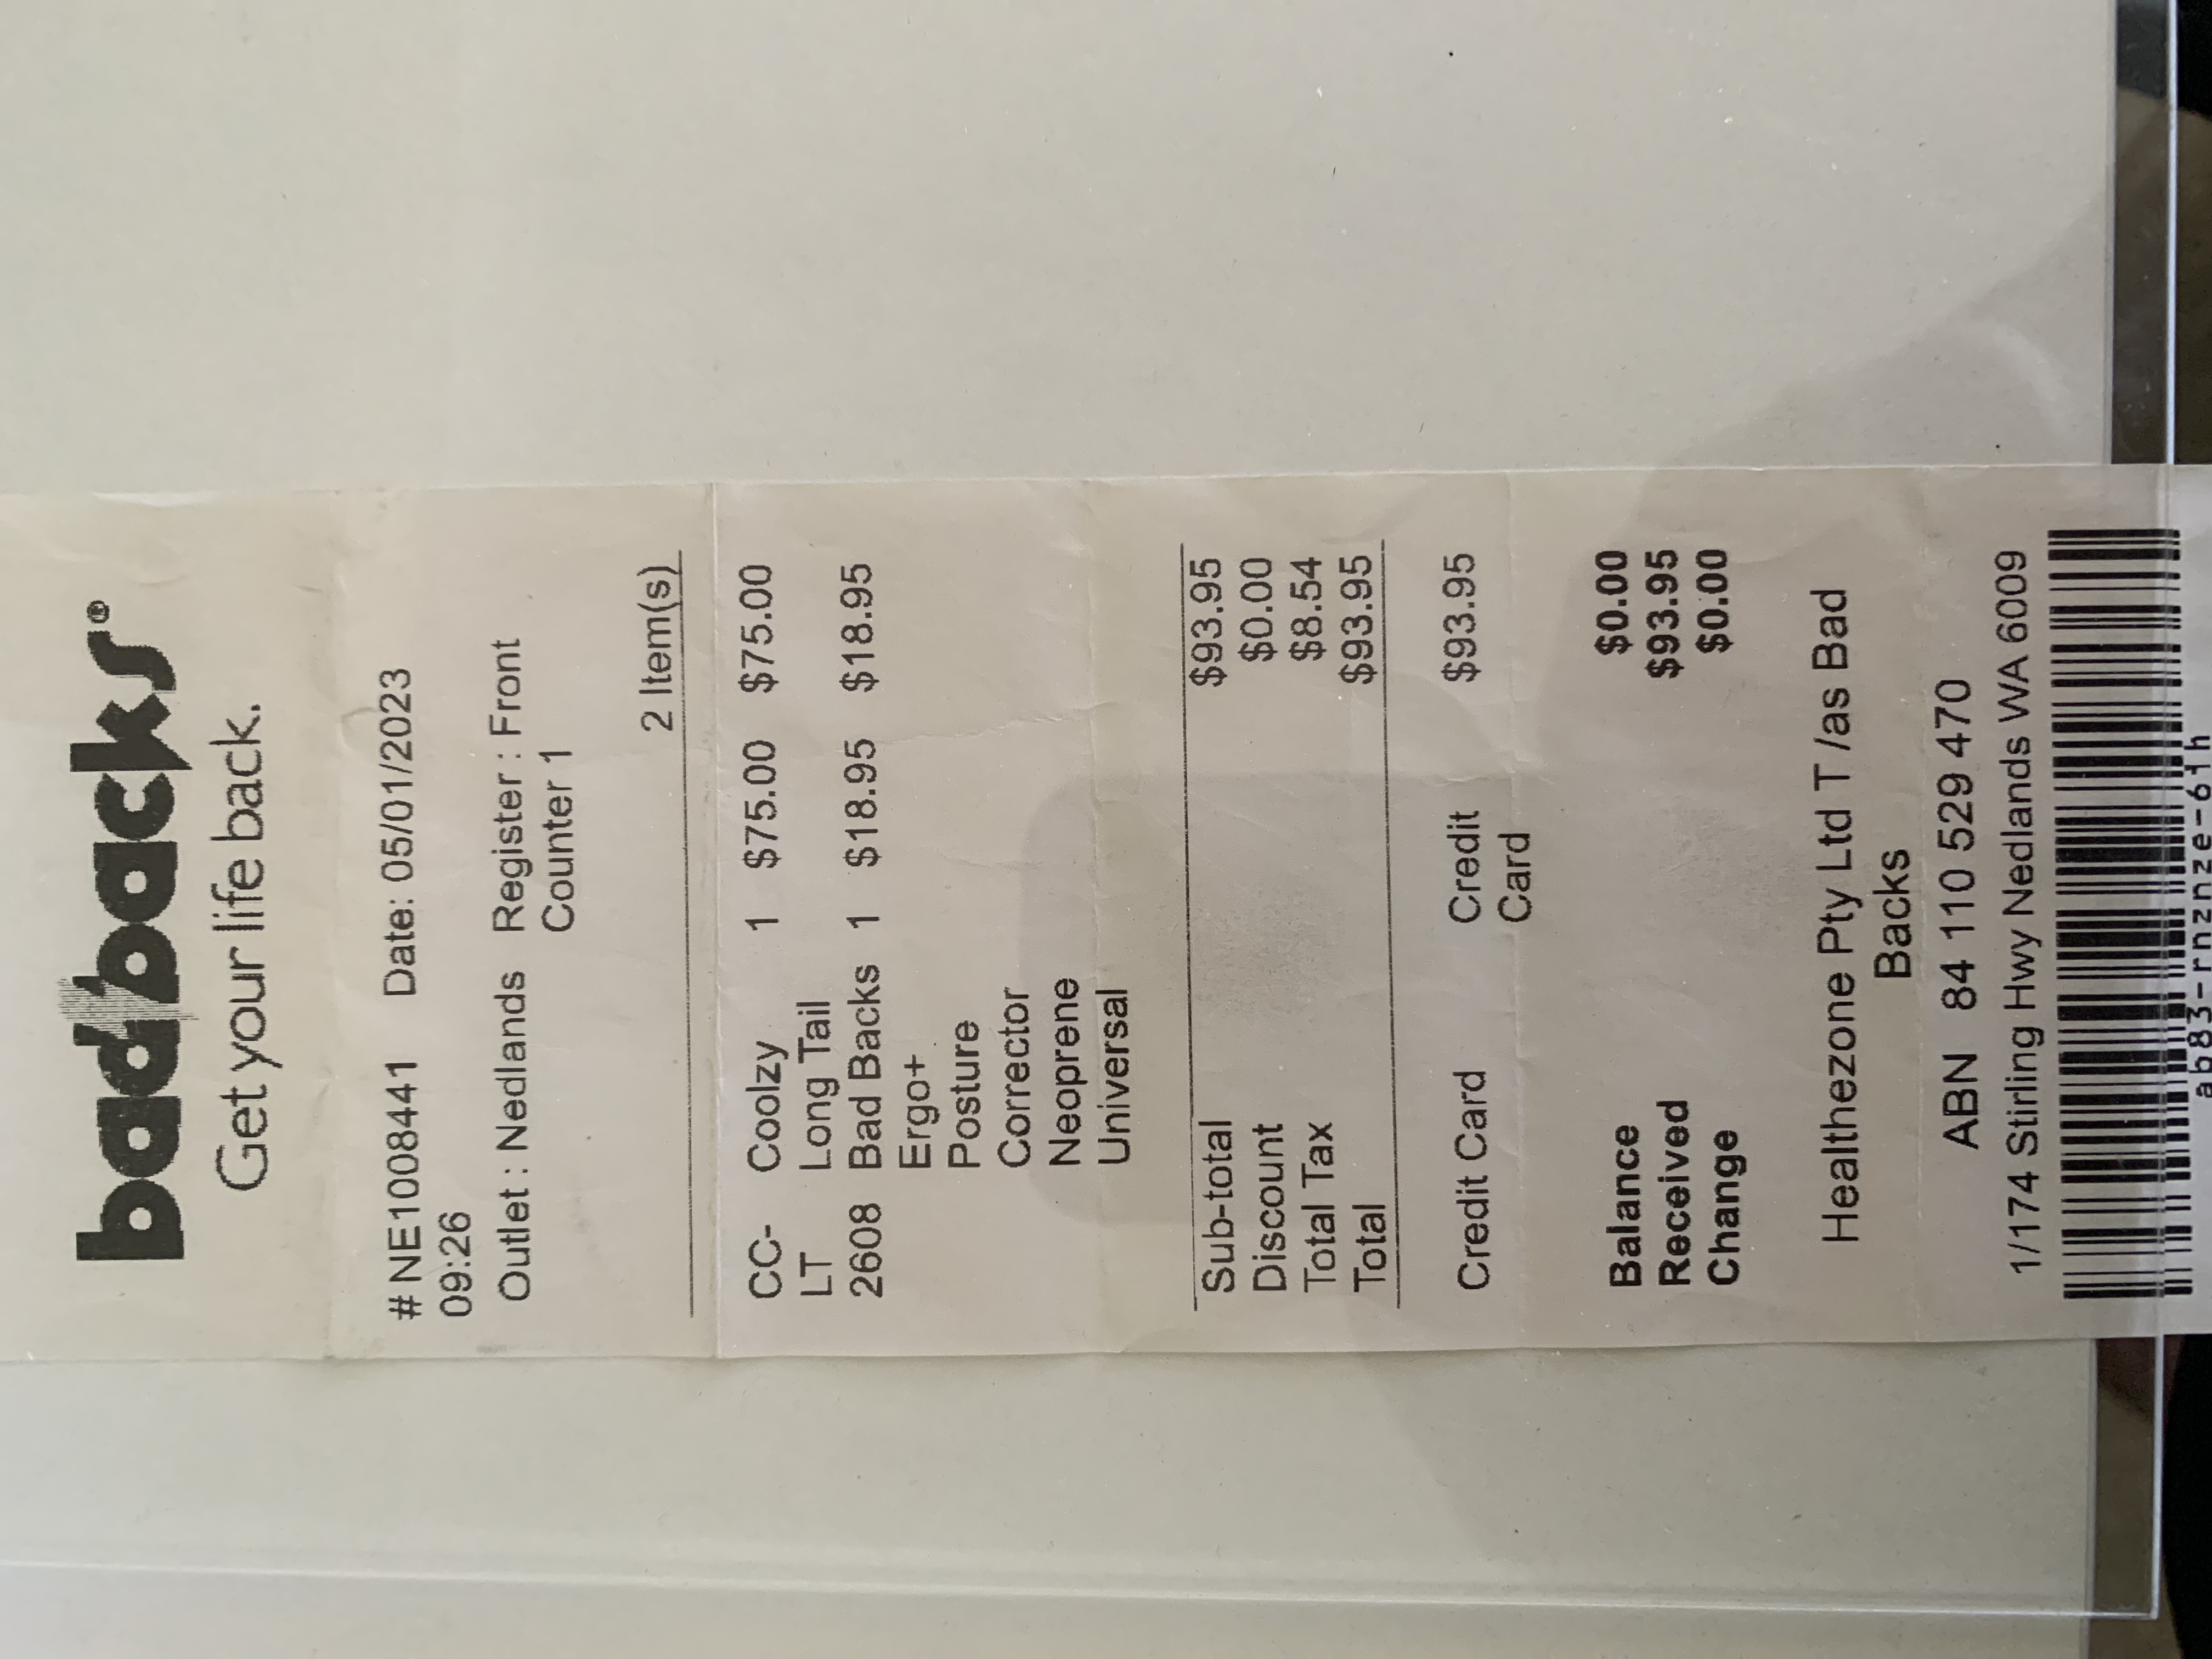 badbacks®
Get your life back.
# NE1008441 Date: 05/01/2023
09:26
Outlet : Nedlands Register : Front
Counter 1
2 Item(s)
CC- Coolzy 1 $75.00 $75.00
LT Long Tail
2608 Bad Backs 1 $18.95 $18.95
Ergo+
Posture
Corrector
Neoprene
Universal
Sub-total $93.95
Discount $0.00
Total Tax $8.54
Total $93.95
Credit Card Credit $93.95
Card
Balance $0.00
Received $93.95
Change $0.00
Healthezone Pty Ltd T /as Bad
Backs
ABN 84 110 529 470
1/174 Stirling Hwy Nedlands WA 6009